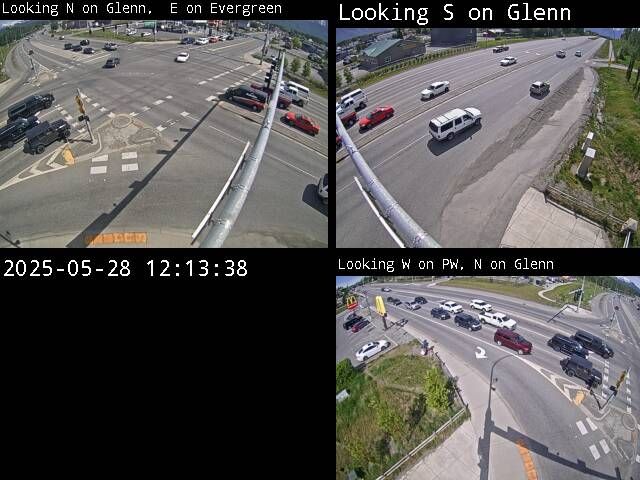 Looking N on Glenn, E on Evergreen
Looking S on Glenn
2025-05-28 12:13:38
Looking W on PW, N on Glenn